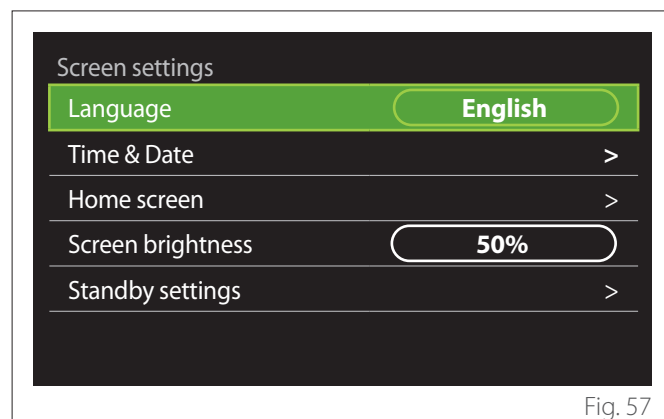 Screen settings
Language English
Time & Date >
Home screen >
Screen brightness 50%
Standby settings >
Fig. 57